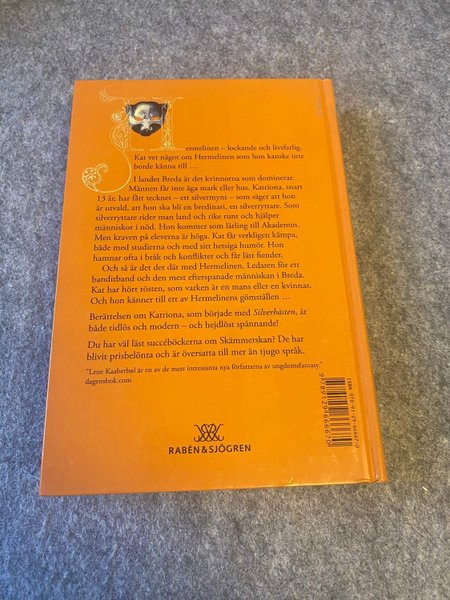 Hermelinen – lockande och livsfarlig.
Kat vet något om Hermelinen som hon kanske inte
borde känna till …
I landet Breda är det kvinnorna som dominerar.
Männen får inte äga mark eller hus. Katriona, snart
13 år, har fått tecknet – ett silvermynt – som säger att hon
är utvald, att hon ska bli en bredinari, en silverryttare. Som
silverryttare rider man land och rike runt och hjälper
människor i nöd. Hon kommer som lärling till Akademin.
Men kraven på eleverna är höga. Kat får verkligen kämpa,
både med studierna och med sitt hetsiga humör. Hon
hamnar ofta i bråk och konflikter och får lätt fiender.
Och så är det det där med Hermelinen. Ledaren för ett
banditband och den mest efterspanade människan i Breda.
Kat har hört rösten, som varken är en mans eller en kvinnas.
Och hon känner till ett av Hermelinens gömställen …
Berättelsen om Katriona, som började med Silverhästen, är
både tidlös och modern – och hejdlöst spännande!
Du har väl läst succéböckerna om Skämmerskan? De har
blivit prisbelönta och är översatta till mer än tjugo språk.
"Lene Kaaberbøl är en av de mest intressanta nya författarna av ungdomsfantasy."
dagensbok.com
RABÉN & SJÖGREN
ISBN 978-91-29-66067-0
9789129660670